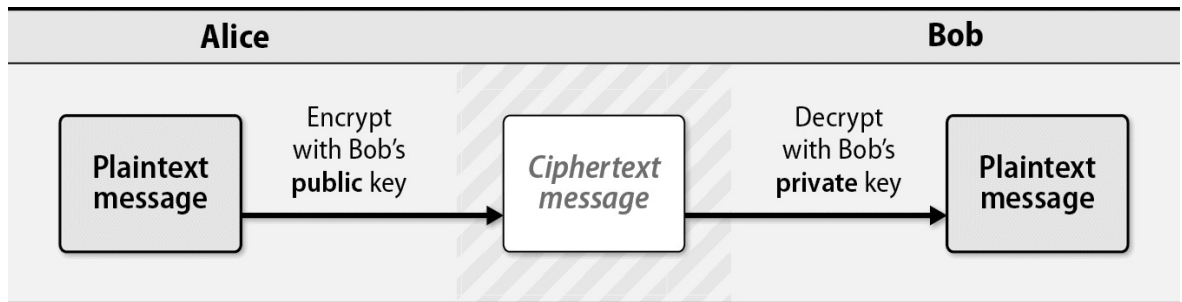 Alice
Bob
Plaintext
message
Encrypt
with Bob's
public key
Ciphertext
message
Decrypt
with Bob's
private key
Plaintext
message